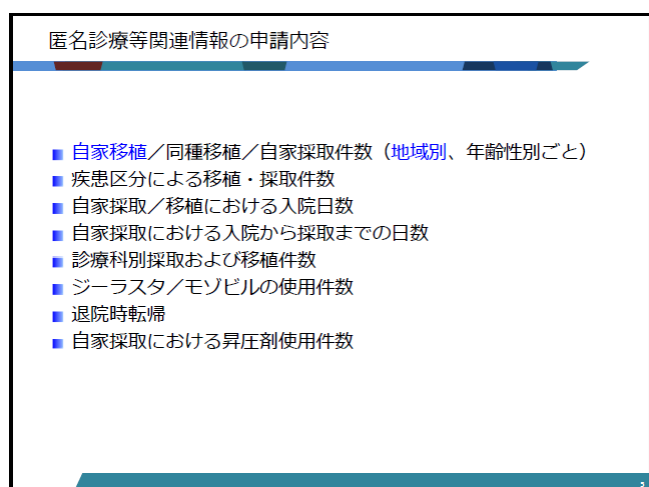 匿名診療等関連情報の申請内容
自家移植／同種移植／自家採取件数（地域別、年齢性別ごと）
疾患区分による移植・採取件数
自家採取／移植における入院日数
自家採取における入院から採取までの日数
診療科別採取および移植件数
ジーラスタ／モゾビルの使用件数
退院時転帰
自家採取における昇圧剤使用件数